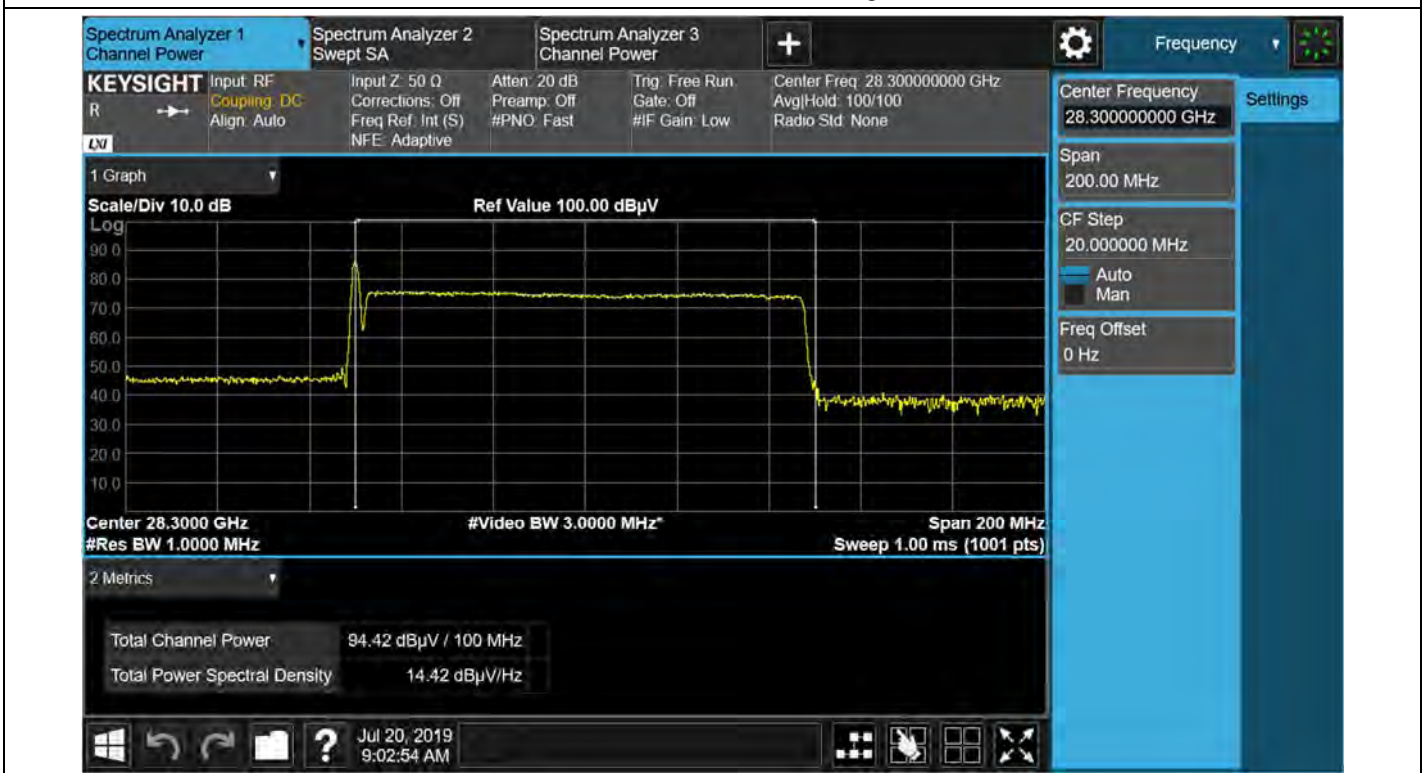 Spectrum Analyzer 1
Channel Power
Spectrum Analyzer 2
Swept SA
Spectrum Analyzer 3
Channel Power
+
Frequency
KEYSIGHT
R
LXI
Input: RF
Coupling: DC
Align: Auto
Input Z: 50 Ω
Corrections: Off
Freq Ref: Int (S)
NFE: Adaptive
Atten: 20 dB
Preamp: Off
#PNO: Fast
Trig: Free Run
Gate: Off
#IF Gain: Low
Center Freq: 28.300000000 GHz
Avg|Hold: 100/100
Radio Std: None
Center Frequency
28.300000000 GHz
Settings
Span
200.00 MHz
CF Step
20.000000 MHz
Auto
Man
Freq Offset
0 Hz
1 Graph
Scale/Div 10.0 dB
Ref Value 100.00 dBµV
Log
90.0
80.0
70.0
60.0
50.0
40.0
30.0
20.0
10.0
Center 28.3000 GHz
#Video BW 3.0000 MHz*
Span 200 MHz
#Res BW 1.0000 MHz
Sweep 1.00 ms (1001 pts)
2 Metrics
Total Channel Power
94.42 dBµV / 100 MHz
Total Power Spectral Density
14.42 dBµV/Hz
?
Jul 20, 2019
9:02:54 AM